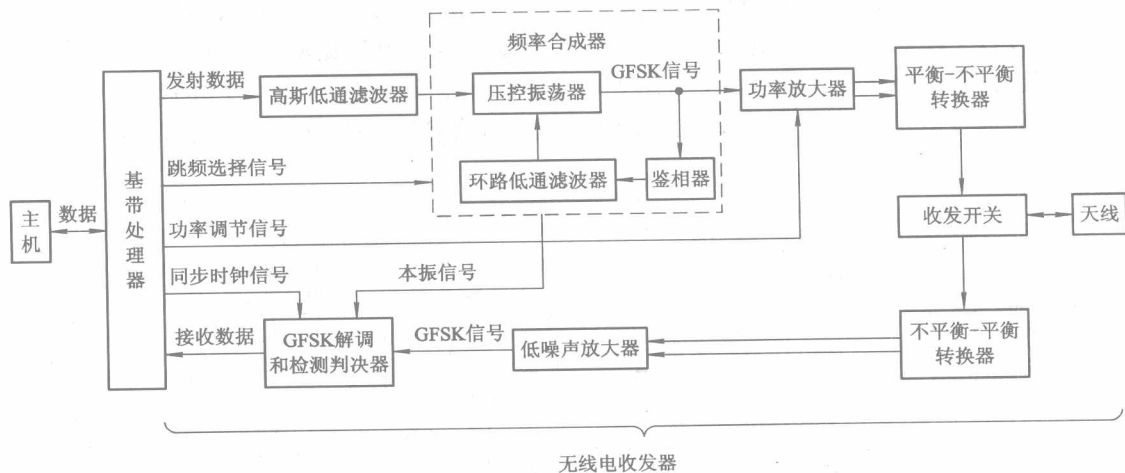 频率合成器
发射数据
高斯低通滤波器
压控振荡器
GFSK信号
功率放大器
平衡-不平衡
转换器
跳频选择信号
环路低通滤波器
鉴相器
主机
数据
基带处理器
功率调节信号
收发开关
天线
同步时钟信号
本振信号
接收数据
GFSK解调
和检测判决器
GFSK信号
低噪声放大器
不平衡-平衡
转换器
无线电收发器